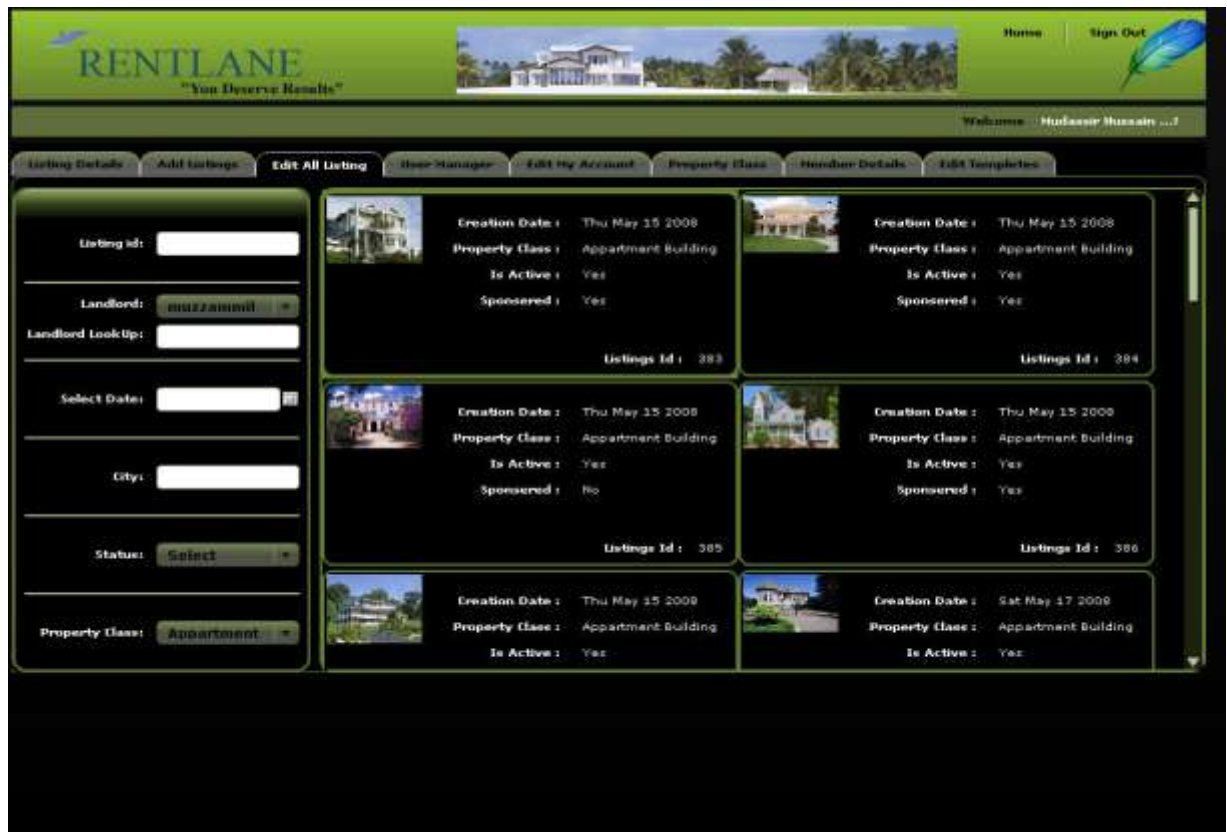 RENTLANE
"You Deserve Results"
Home
Sign Out
Welcome Mudassir Hussain ...!
Listing Details
Add Listings
Edit All Listing
User Manager
Edit My Account
Property Class
Member Details
Edit Templetes
Listing id:
Landlord:
muzzammil
Landlord LookUp:
Select Date:
City:
Status:
Select
Property Class:
Appartment
Creation Date : Thu May 15 2008
Property Class : Appartment Building
Is Active : Yes
Sponsered : Yes
Listings Id : 383
Creation Date : Thu May 15 2008
Property Class : Appartment Building
Is Active : Yes
Sponsered : Yes
Listings Id : 384
Creation Date : Thu May 15 2008
Property Class : Appartment Building
Is Active : Yes
Sponsered : No
Listings Id : 385
Creation Date : Thu May 15 2008
Property Class : Appartment Building
Is Active : Yes
Sponsered : Yes
Listings Id : 386
Creation Date : Thu May 15 2008
Property Class : Appartment Building
Is Active : Yes
Creation Date : Sat May 17 2008
Property Class : Appartment Building
Is Active : Yes